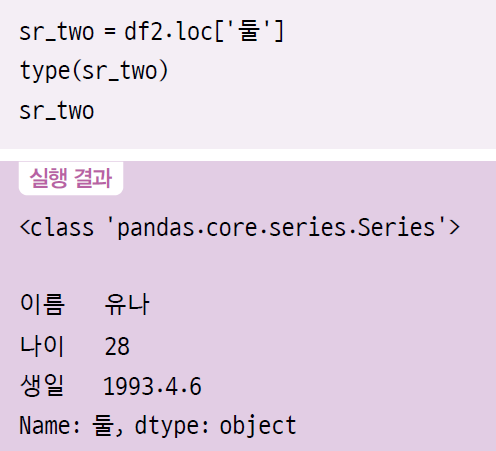 sr_two = df2.loc['둘']
type(sr_two)
sr_two
실행 결과
<class 'pandas.core.series.Series'>
이름 유나
나이 28
생일 1993.4.6
Name: 둘, dtype: object